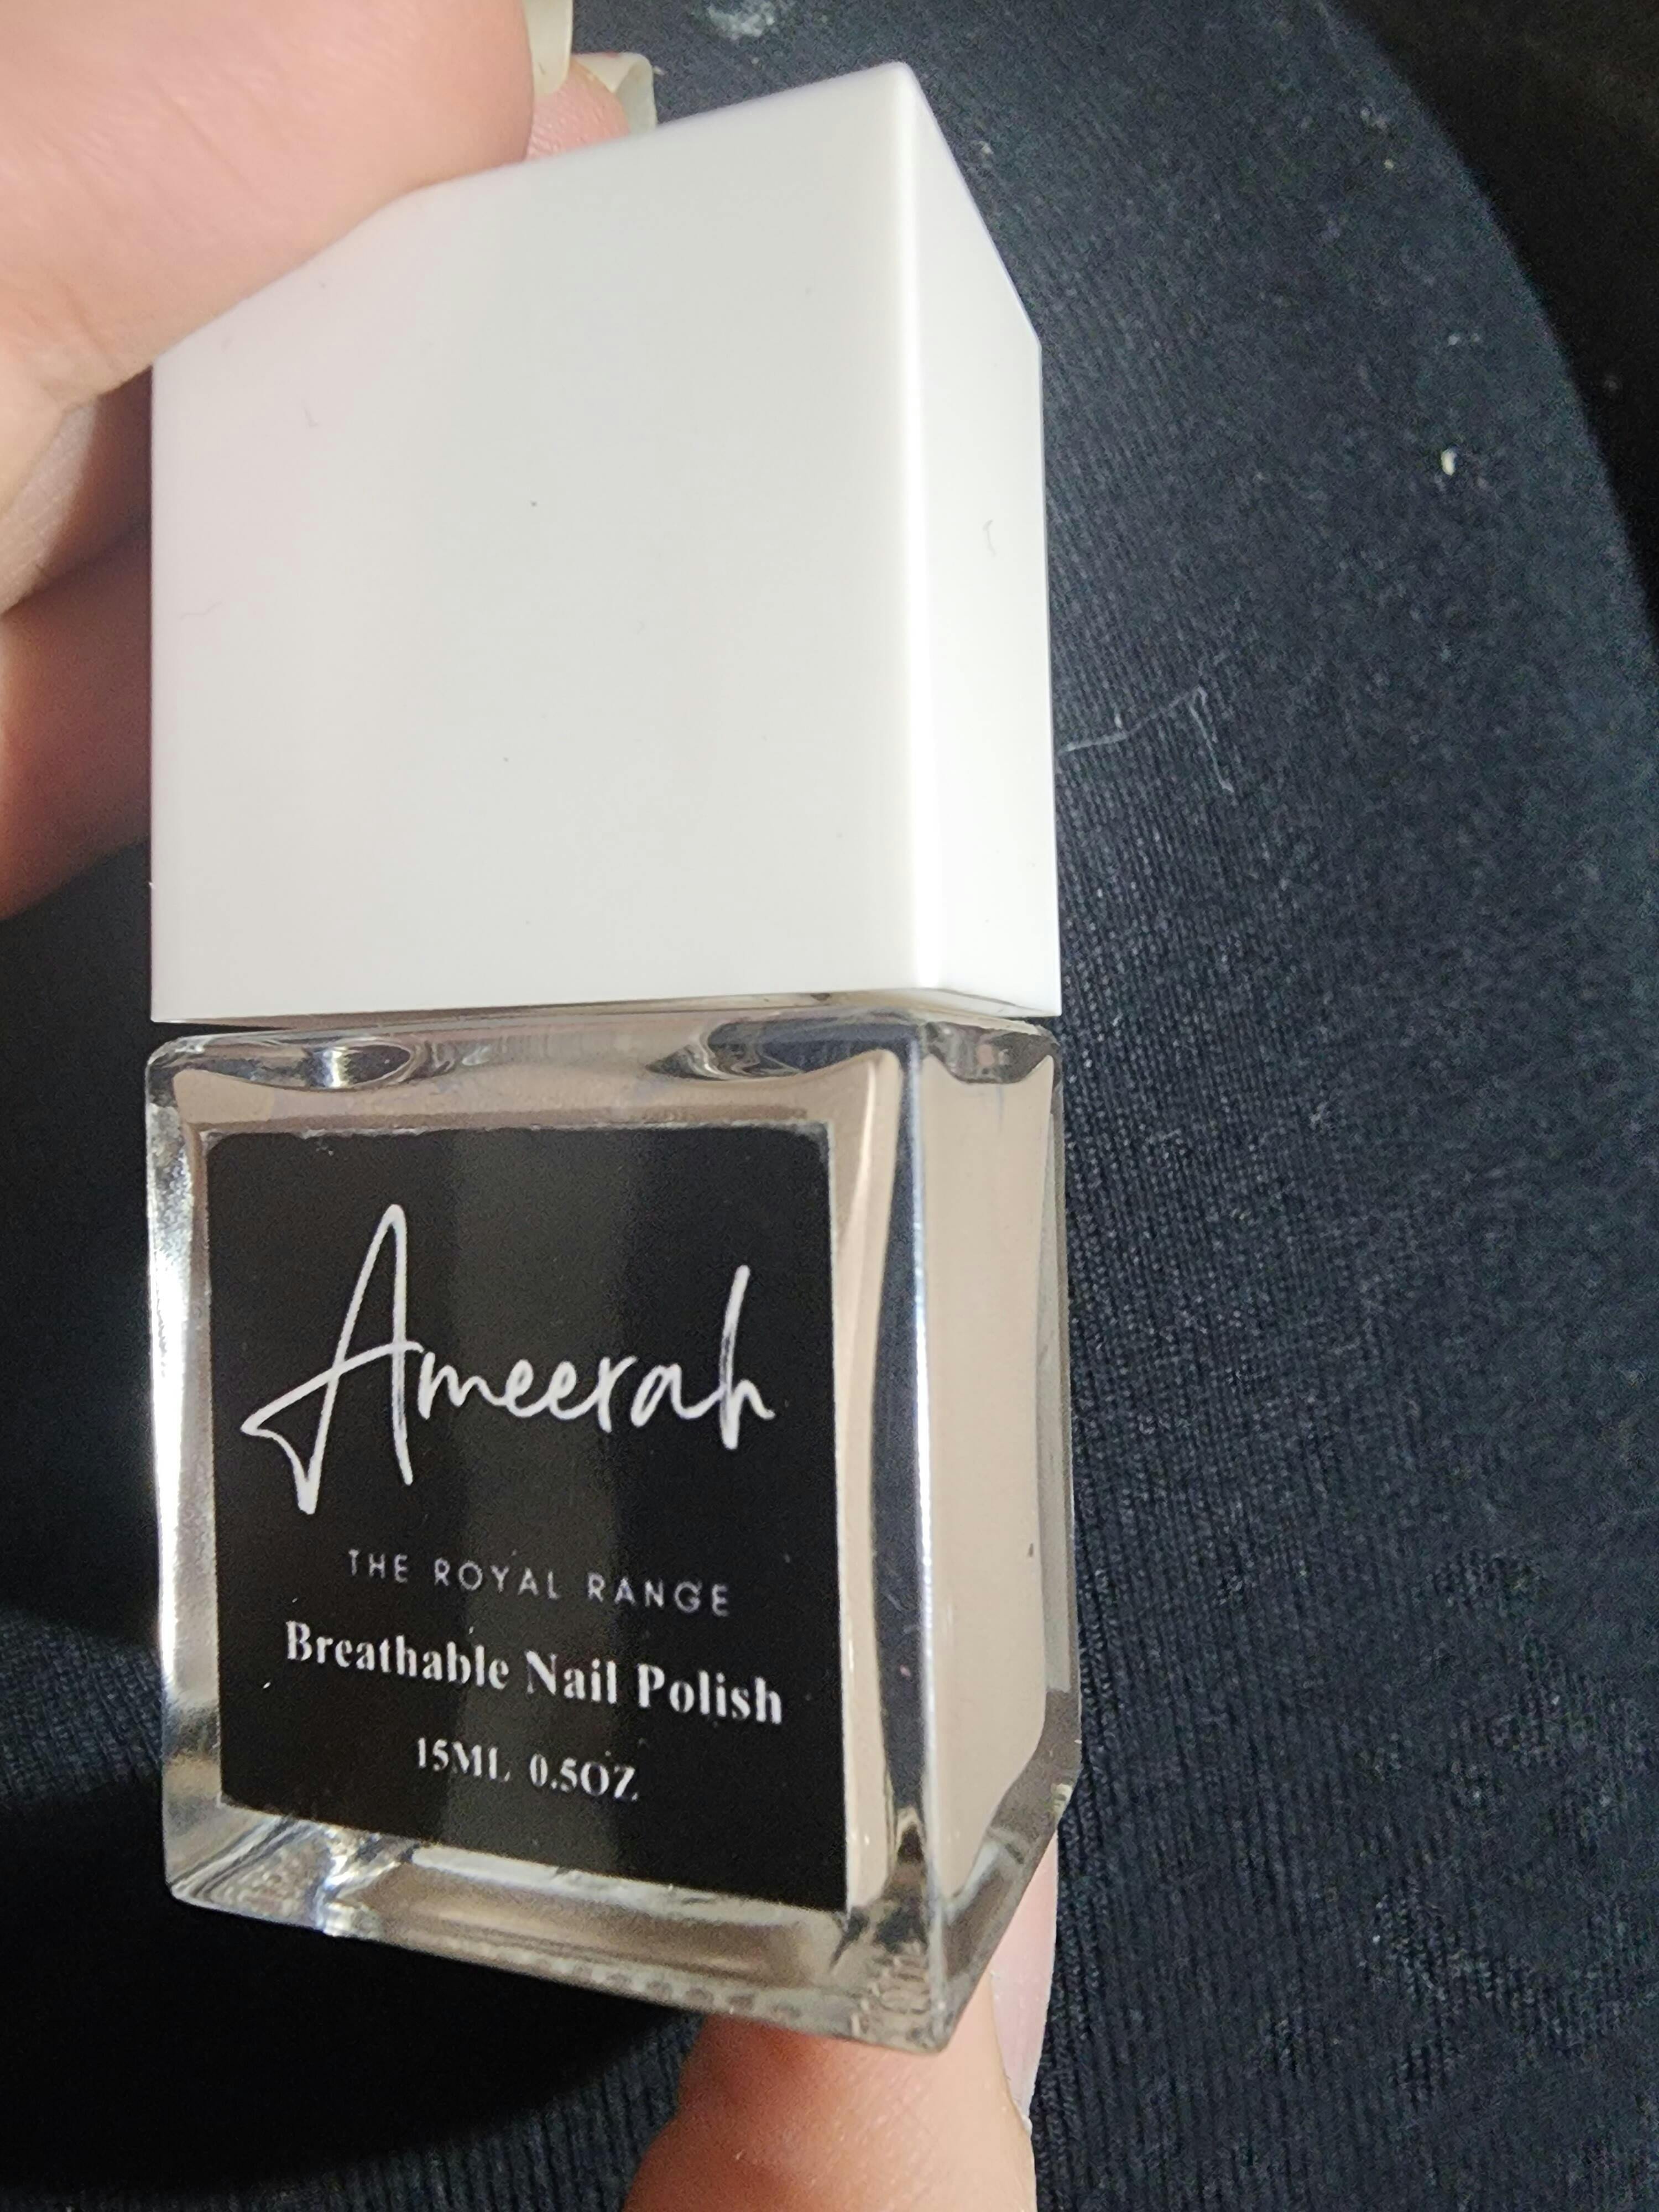 Ameerah
THE ROYAL RANGE
Breathable Nail Polish
15ML 0.5OZ